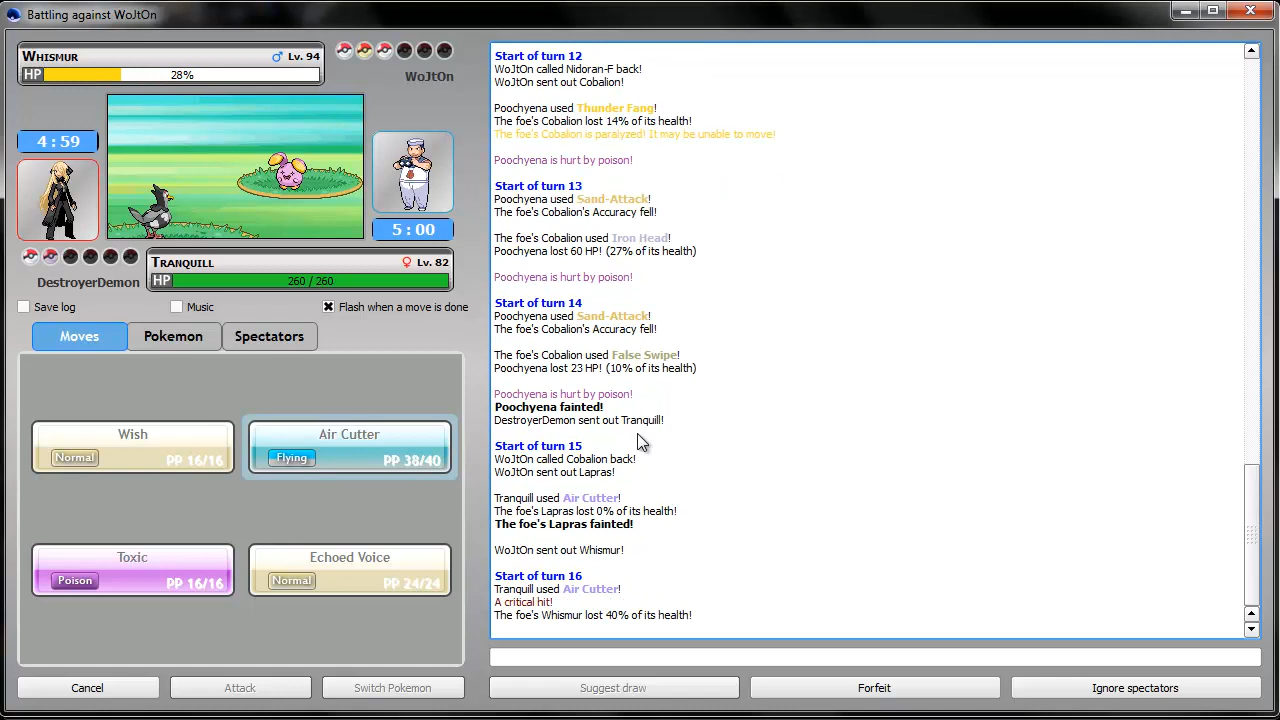 Battling against WoJtOn
WHISMUR ♂ Lv. 94
HP 28%
WoJtOn
4:59
5:00
TRANQUILL ♀ Lv. 82
HP 260 / 260
DestroyerDemon
Save log Music Flash when a move is done
Moves Pokemon Spectators
Wish
Normal PP 16/16
Air Cutter
Flying PP 38/40
Toxic
Poison PP 16/16
Echoed Voice
Normal PP 24/24
Cancel Attack Switch Pokemon
Start of turn 12
WoJtOn called Nidoran-F back!
WoJtOn sent out Cobalion!
Poochyena used Thunder Fang!
The foe's Cobalion lost 14% of its health!
The foe's Cobalion is paralyzed! It may be unable to move!
Poochyena is hurt by poison!
Start of turn 13
Poochyena used Sand-Attack!
The foe's Cobalion's Accuracy fell!
The foe's Cobalion used Iron Head!
Poochyena lost 60 HP! (27% of its health)
Poochyena is hurt by poison!
Start of turn 14
Poochyena used Sand-Attack!
The foe's Cobalion's Accuracy fell!
The foe's Cobalion used False Swipe!
Poochyena lost 23 HP! (10% of its health)
Poochyena is hurt by poison!
Poochyena fainted!
DestroyerDemon sent out Tranquill!
Start of turn 15
WoJtOn called Cobalion back!
WoJtOn sent out Lapras!
Tranquill used Air Cutter!
The foe's Lapras lost 0% of its health!
The foe's Lapras fainted!
WoJtOn sent out Whismur!
Start of turn 16
Tranquill used Air Cutter!
A critical hit!
The foe's Whismur lost 40% of its health!
Suggest draw Forfeit Ignore spectators